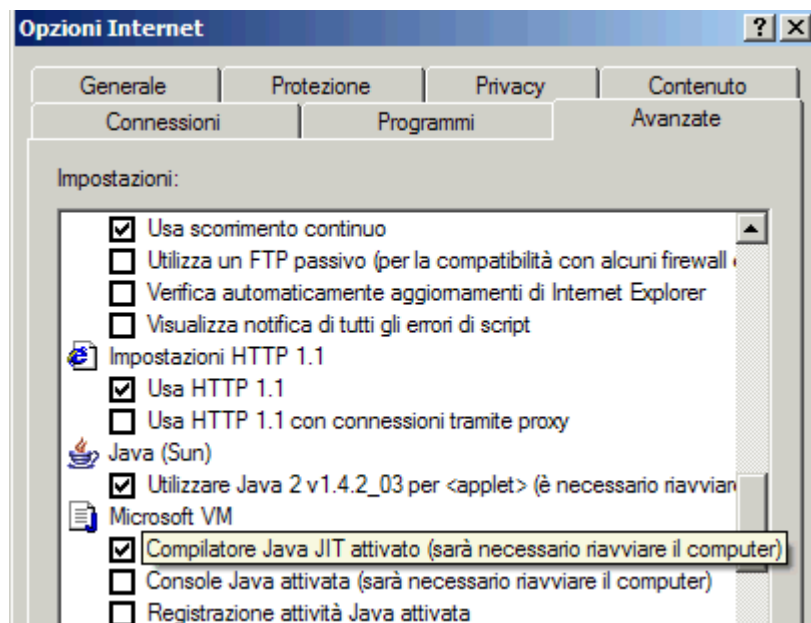 Opzioni Internet
Generale Protezione Privacy Contenuto
Connessioni Programmi Avanzate
Impostazioni:
Usa scorrimento continuo
Utilizza un FTP passivo (per la compatibilità con alcuni firewall
Verifica automaticamente aggiornamenti di Internet Explorer
Visualizza notifica di tutti gli errori di script
Impostazioni HTTP 1.1
Usa HTTP 1.1
Usa HTTP 1.1 con connessioni tramite proxy
Java (Sun)
Utilizzare Java 2 v1.4.2_03 per <applet> (è necessario
Microsoft VM
Compilatore Java JIT attivato (sarà necessario riavviare il computer)
Console Java attivata (sarà necessario riavviare il computer)
Registrazione attività Java attivata